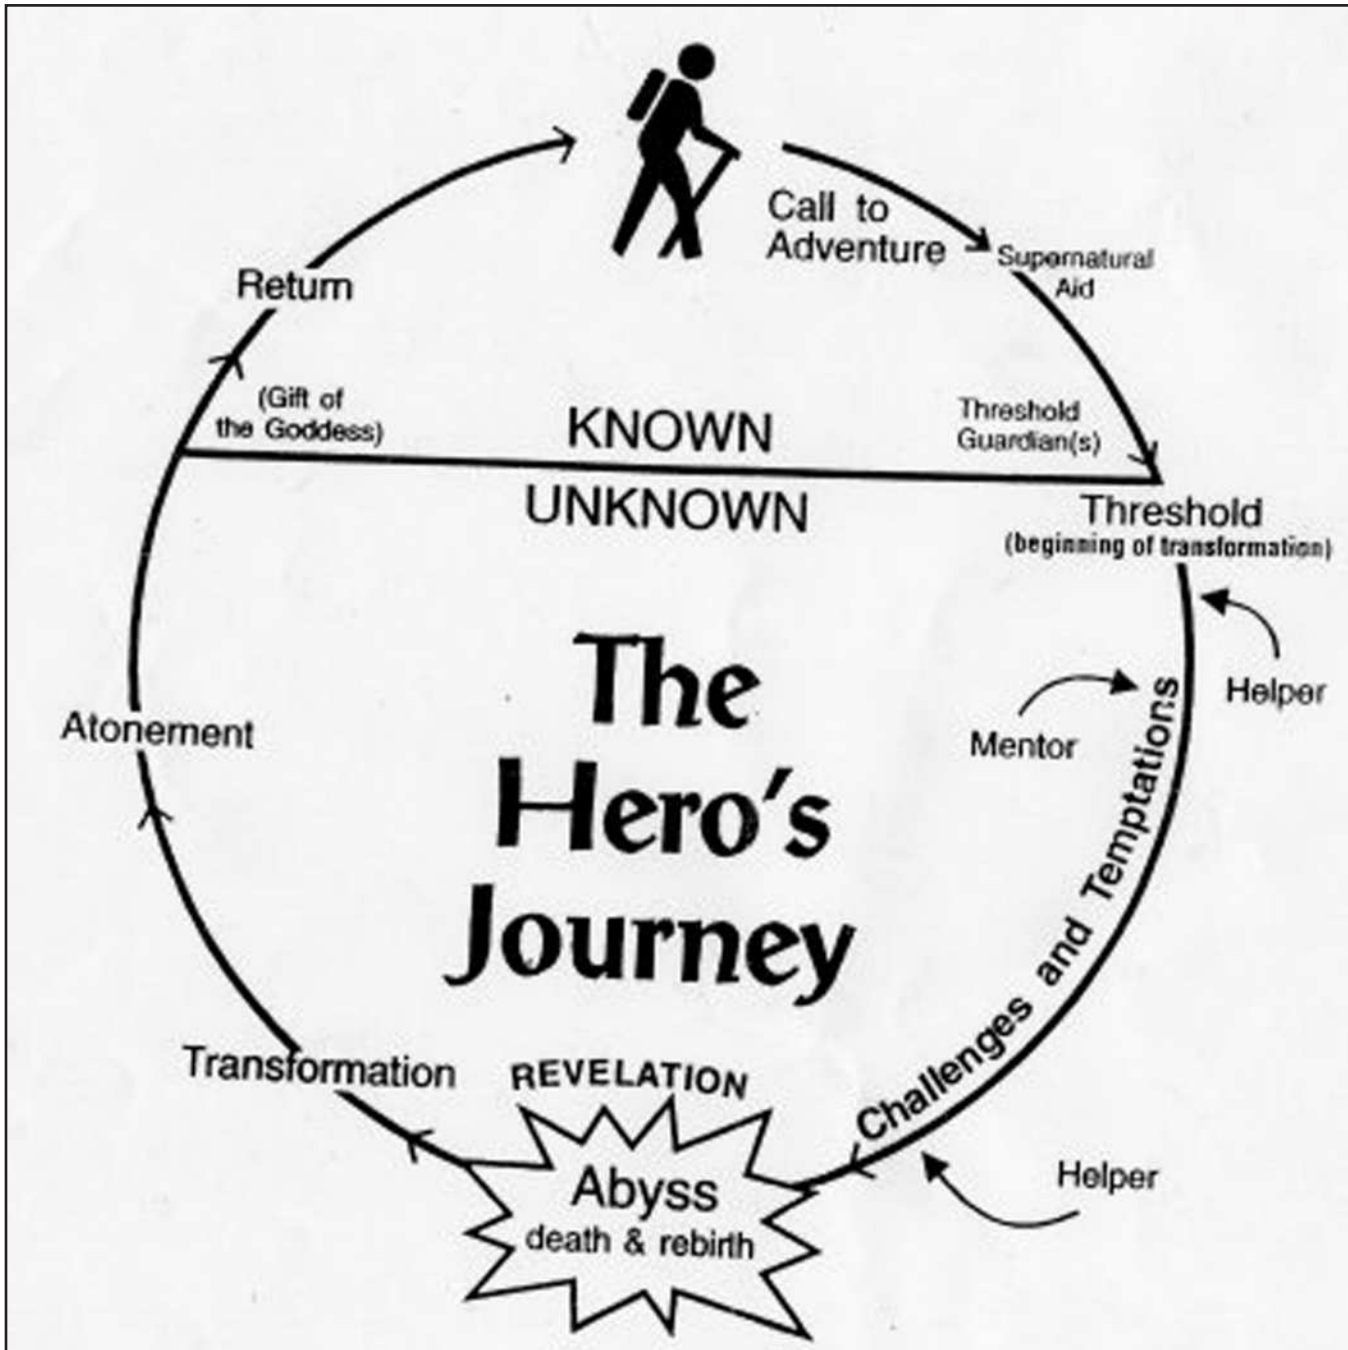 Call to
Adventure
Supernatural
Aid
Return
(Gift of
the Goddess)
KNOWN
Threshold
Guardian(s)
UNKNOWN
Threshold
(beginning of transformation)
The
Hero's
Journey
Helper
Mentor
Challenges and Temptations
Atonement
Transformation
REVELATION
Abyss
death & rebirth
Helper